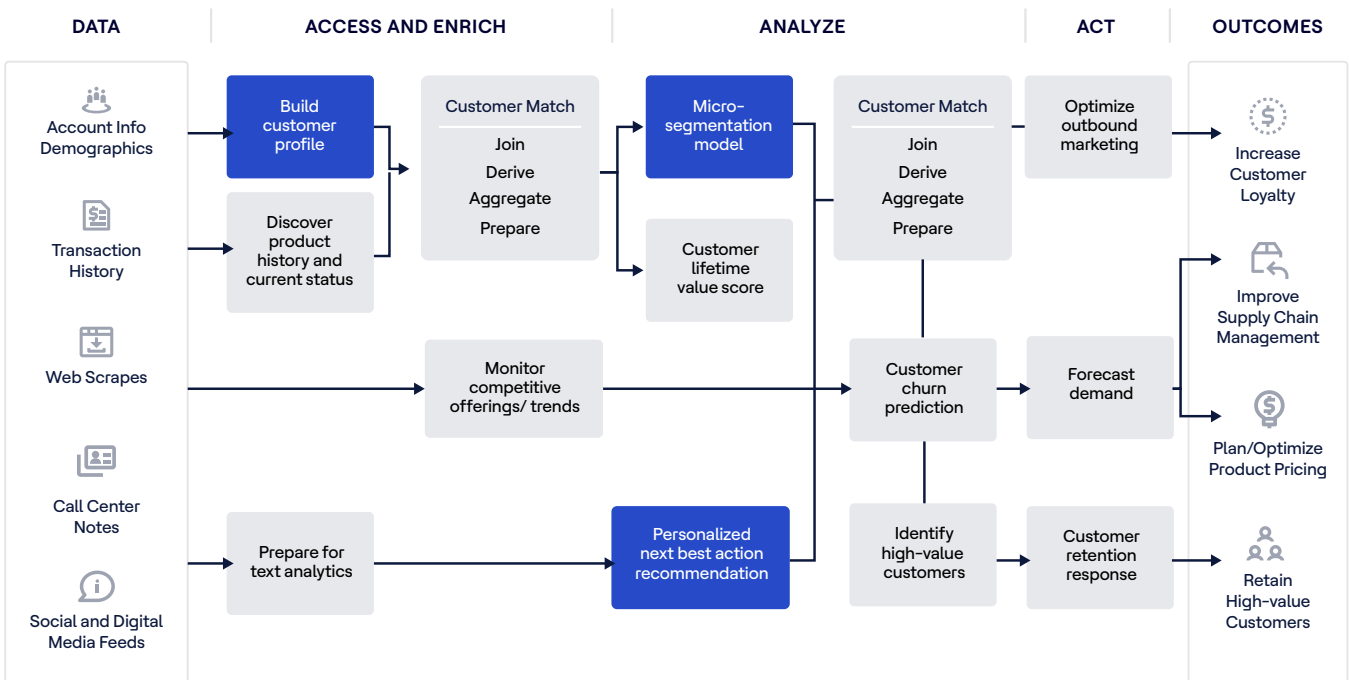 DATA
ACCESS AND ENRICH
ANALYZE
ACT
OUTCOMES
Account Info
Demographics
Transaction
History
Web Scrapes
Call Center
Notes
Social and Digital
Media Feeds
Build
customer
profile
Discover
product
history and
current status
Customer Match
Join
Derive
Aggregate
Prepare
Monitor
competitive
offerings/ trends
Prepare for
text analytics
Micro-
segmentation
model
Customer
lifetime
value score
Personalized
next best action
recommendation
Customer Match
Join
Derive
Aggregate
Prepare
Customer
churn
prediction
Identify
high-value
customers
Optimize
outbound
marketing
Forecast
demand
Customer
retention
response
Increase
Customer
Loyalty
Improve
Supply Chain
Management
Plan/Optimize
Product Pricing
Retain
High-value
Customers